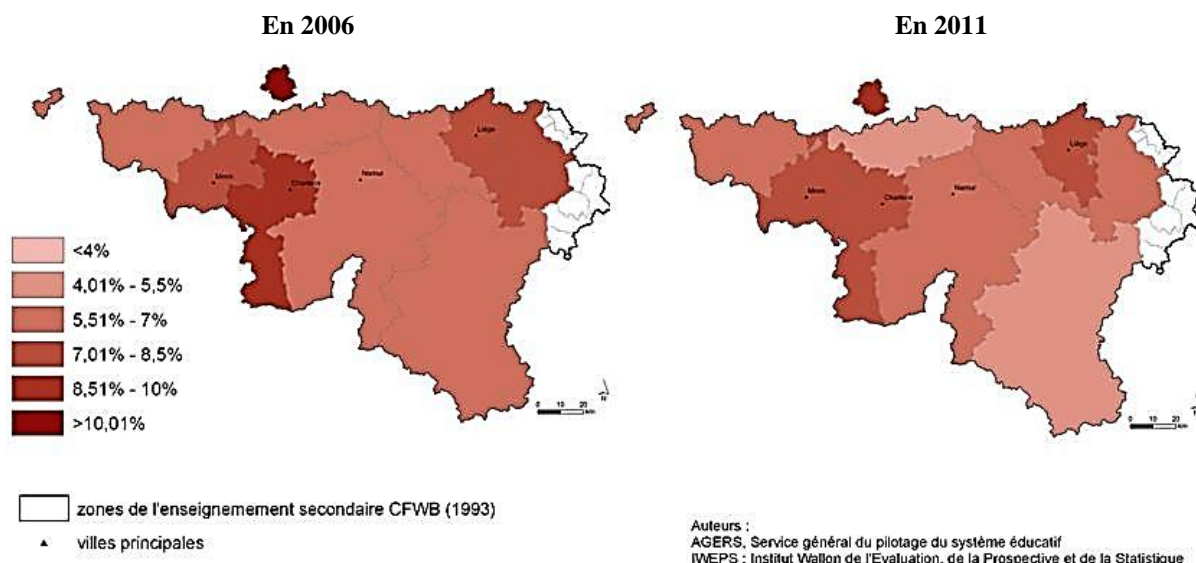 En 2006
En 2011
Liège
Mons
Charleroi
Namur
Liège
Mons
Charleroi
Namur
<4%
4,01% - 5,5%
5,51% - 7%
7,01% - 8,5%
8,51% - 10%
>10,01%
N
0 10 20
km
0 10 20
km
zones de l'enseignemement secondaire CFWB (1993)
villes principales
Auteurs :
AGERS, Service général du pilotage du système éducatif
IWEPS : Institut Wallon de l'Evaluation, de la Prospective et de la Statistique